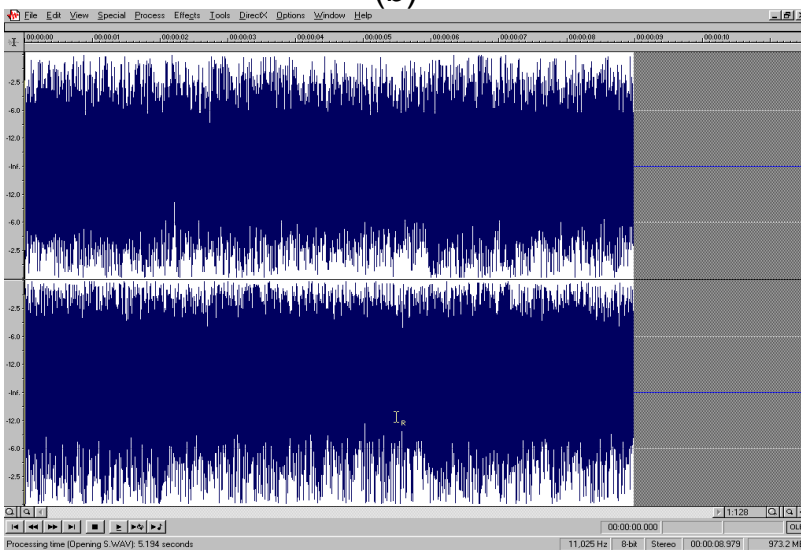 (b)
File Edit View Special Process Effects Tools DirectX Options Window Help
00:00:00 00:00:01 00:00:02 00:00:03 00:00:04 00:00:05 00:00:06 00:00:07 00:00:08 00:00:09 00:00:10
-2.5
-6.0
-12.0
-Inf.
-12.0
-6.0
-2.5
-2.5
-6.0
-12.0
-Inf.
-12.0
-6.0
-2.5
R
1:128
00:00:00.000
Processing time (Opening S.WAV): 5.194 seconds 11,025 Hz 8-bit Stereo 00:00:08.979 973.2 M